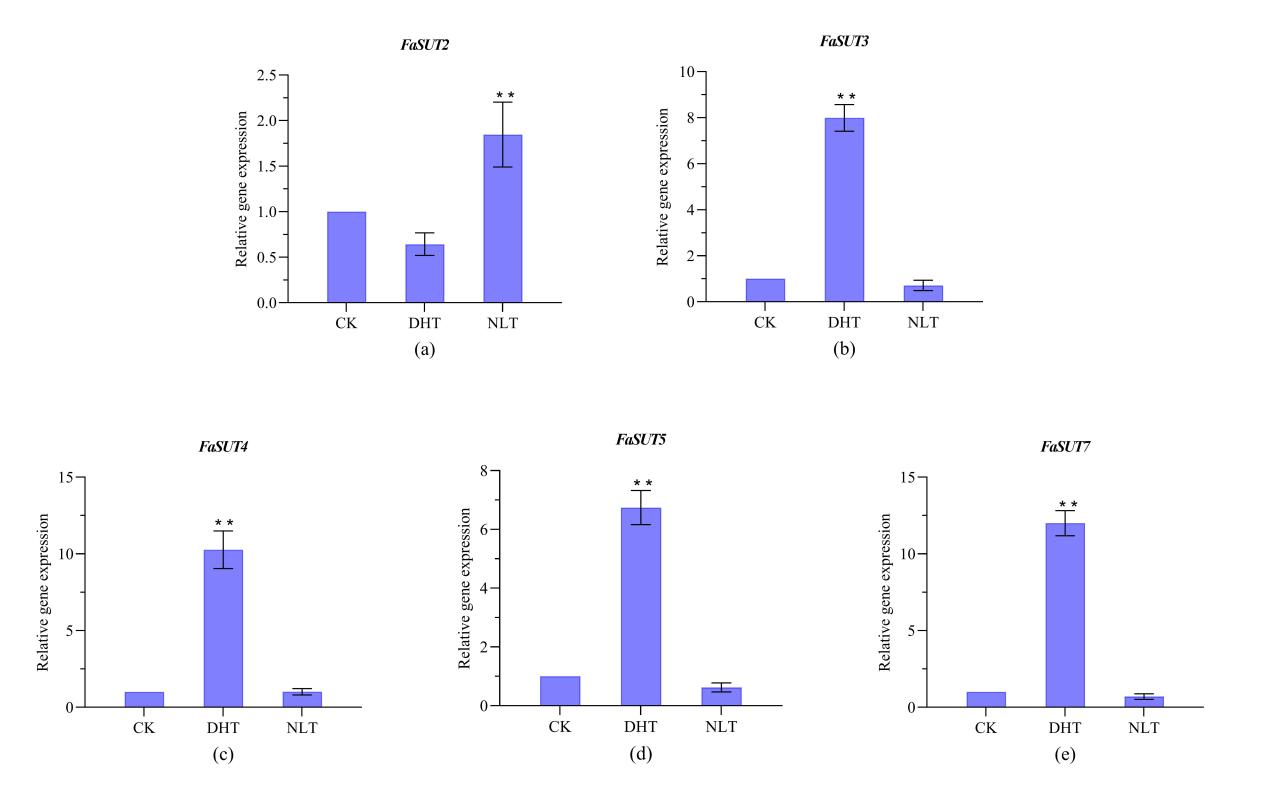 FaSUT2
Relative gene expression
2.5
2.0
1.5
1.0
0.5
0.0
**
CK DHT NLT
(a)
FaSUT3
Relative gene expression
10
8
6
4
2
0
**
CK DHT NLT
(b)
FaSUT4
Relative gene expression
15
10
5
0
**
CK DHT NLT
(c)
FaSUT5
Relative gene expression
8
6
4
2
0
**
CK DHT NLT
(d)
FaSUT7
Relative gene expression
15
10
5
0
**
CK DHT NLT
(e)